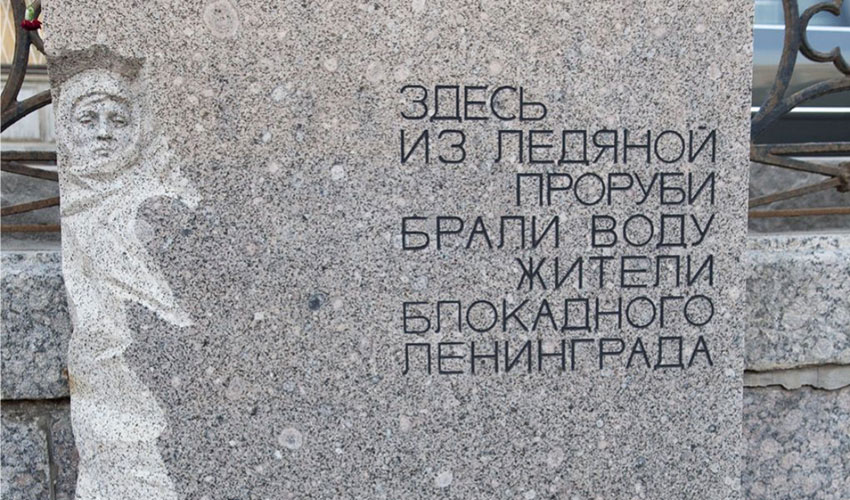 ЗДЕСЬ
ИЗ ЛЕДЯНОЙ
ПРОРУБИ
БРАЛИ ВОДУ
ЖИТЕЛИ
БЛОКАДНОГО
ЛЕНИНГРАДА